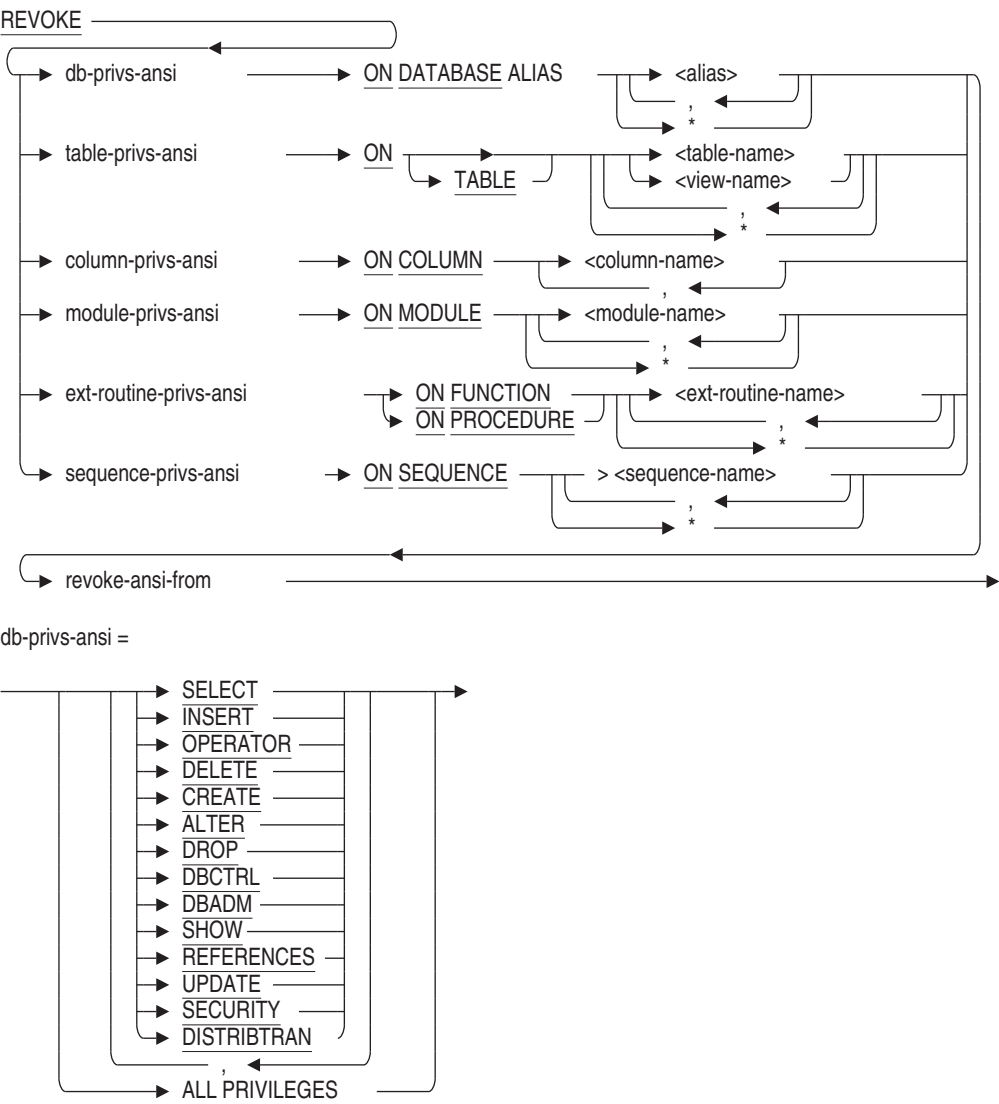 REVOKE
db-privs-ansi ON DATABASE ALIAS <alias>
,
*
table-privs-ansi ON <table-name>
TABLE <view-name>
,
*
column-privs-ansi ON COLUMN <column-name>
,
module-privs-ansi ON MODULE <module-name>
,
*
ext-routine-privs-ansi ON FUNCTION <ext-routine-name>
ON PROCEDURE ,
*
sequence-privs-ansi ON SEQUENCE > <sequence-name>
,
*
revoke-ansi-from
db-privs-ansi =
SELECT
INSERT
OPERATOR
DELETE
CREATE
ALTER
DROP
DBCTRL
DBADM
SHOW
REFERENCES
UPDATE
SECURITY
DISTRIBTRAN
,
ALL PRIVILEGES